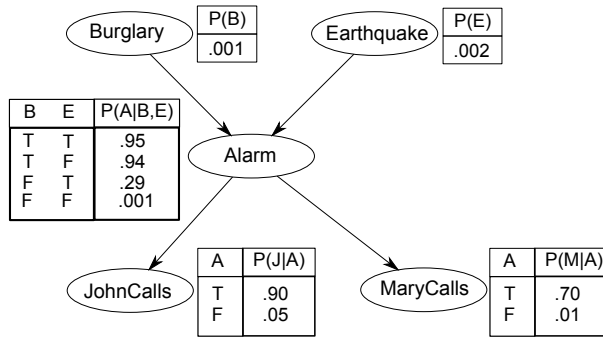 Burglary
P(B)
.001
Earthquake
P(E)
.002
B E P(A|B,E)
T T .95
T F .94
F T .29
F F .001
Alarm
JohnCalls
A P(J|A)
T .90
F .05
MaryCalls
A P(M|A)
T .70
F .01